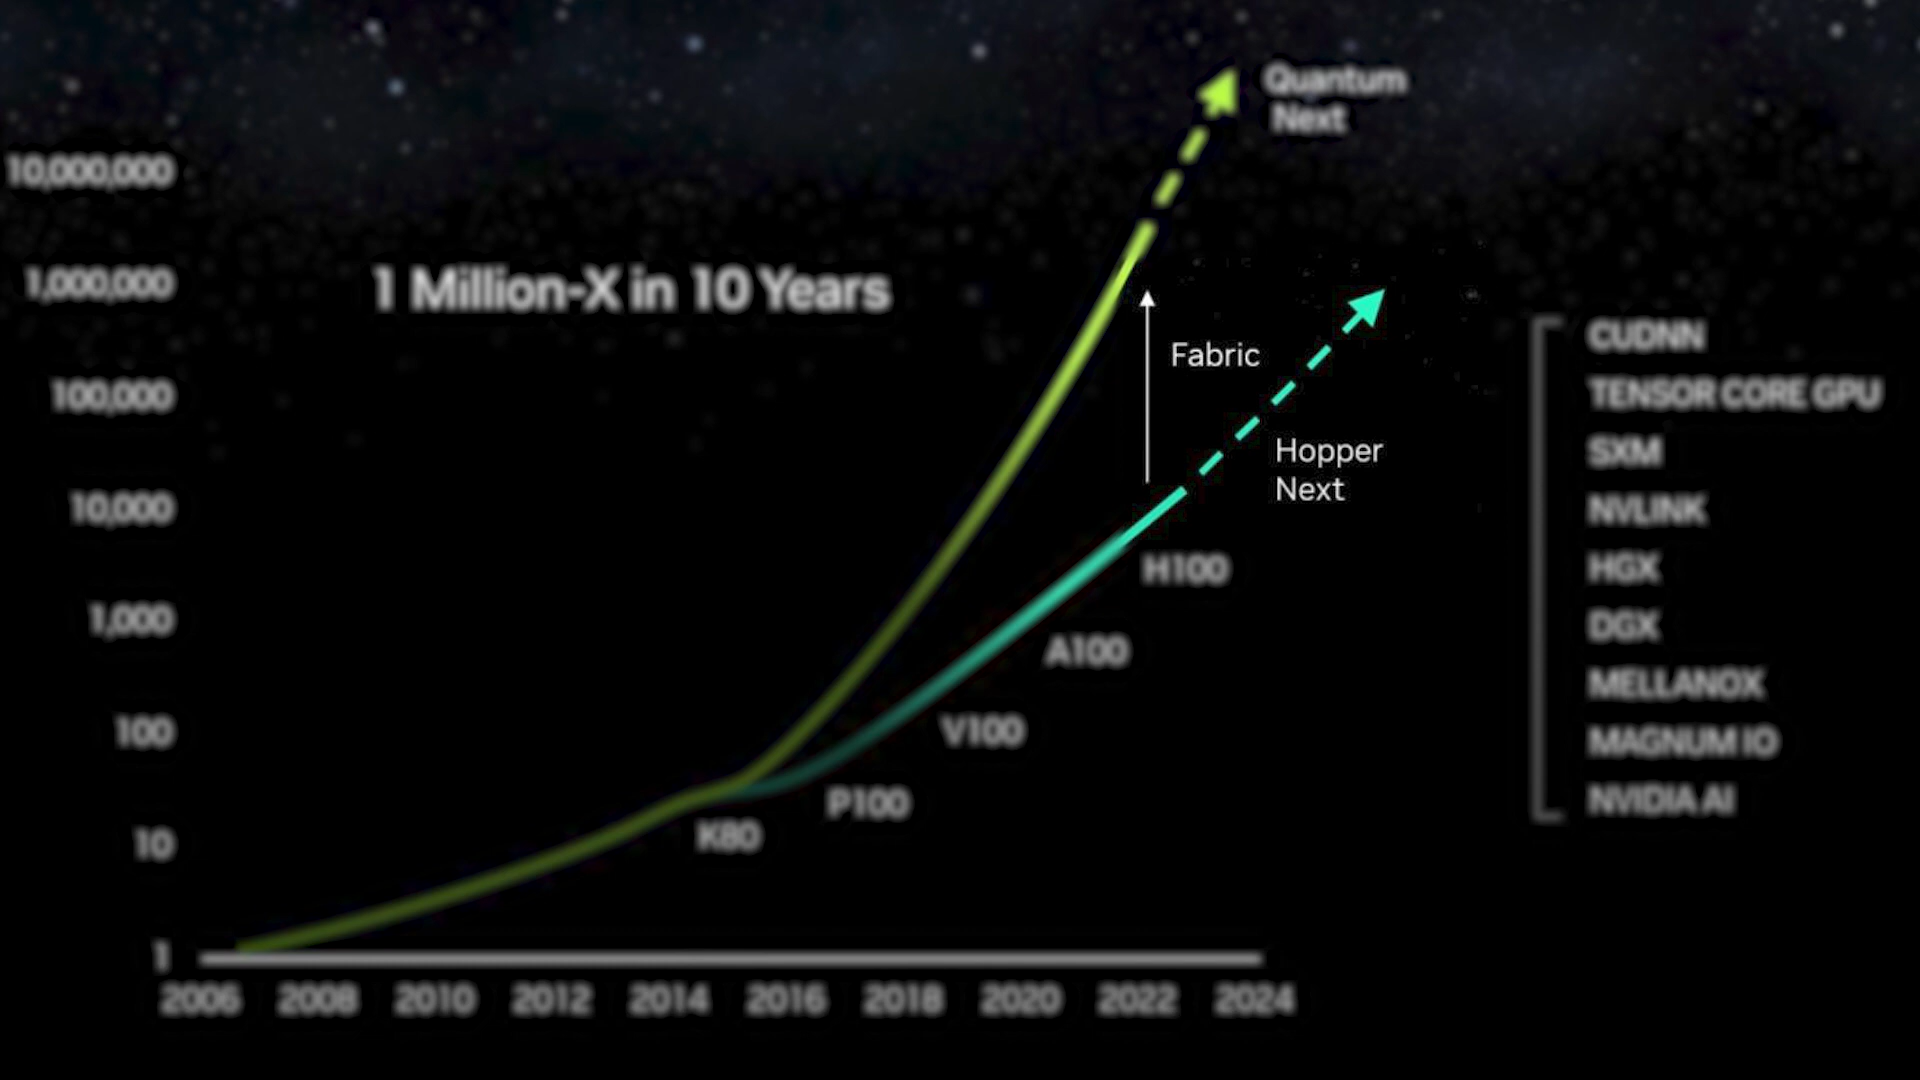 Quantum
Next
10,000,000
1,000,000
1 Million-X in 10 Years
100,000
10,000
1,000
100
10
1
Fabric
Hopper
Next
H100
A100
V100
P100
K80
CUDNN
TENSOR CORE GPU
SXM
NVLINK
HGX
DGX
MELLANOX
MAGNUM IO
NVIDIA AI
2006 2008 2010 2012 2014 2016 2018 2020 2022 2024